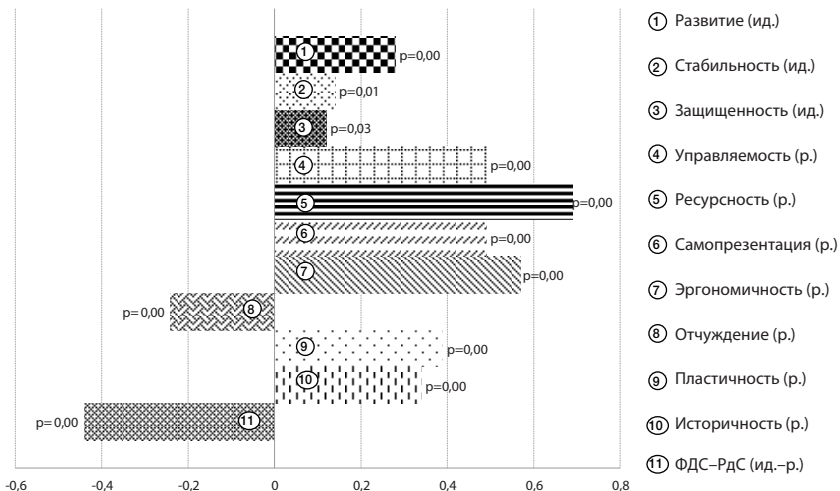 1 p=0,00
2 p=0,01
3 p=0,03
4 p=0,00
5 p=0,00
6 p=0,00
7 p=0,00
p=0,00 8
9 p=0,00
10 p=0,00
p=0,00 11
-0,6 -0,4 -0,2 0 0,2 0,4 0,6 0,8
1 Развитие (ид.)
2 Стабильность (ид.)
3 Защищенность (ид.)
4 Управляемость (р.)
5 Ресурсность (р.)
6 Самопрезентация (р.)
7 Эргономичность (р.)
8 Отчуждение (р.)
9 Пластичность (р.)
10 Историчность (р.)
11 ФДС–РдС (ид.–р.)